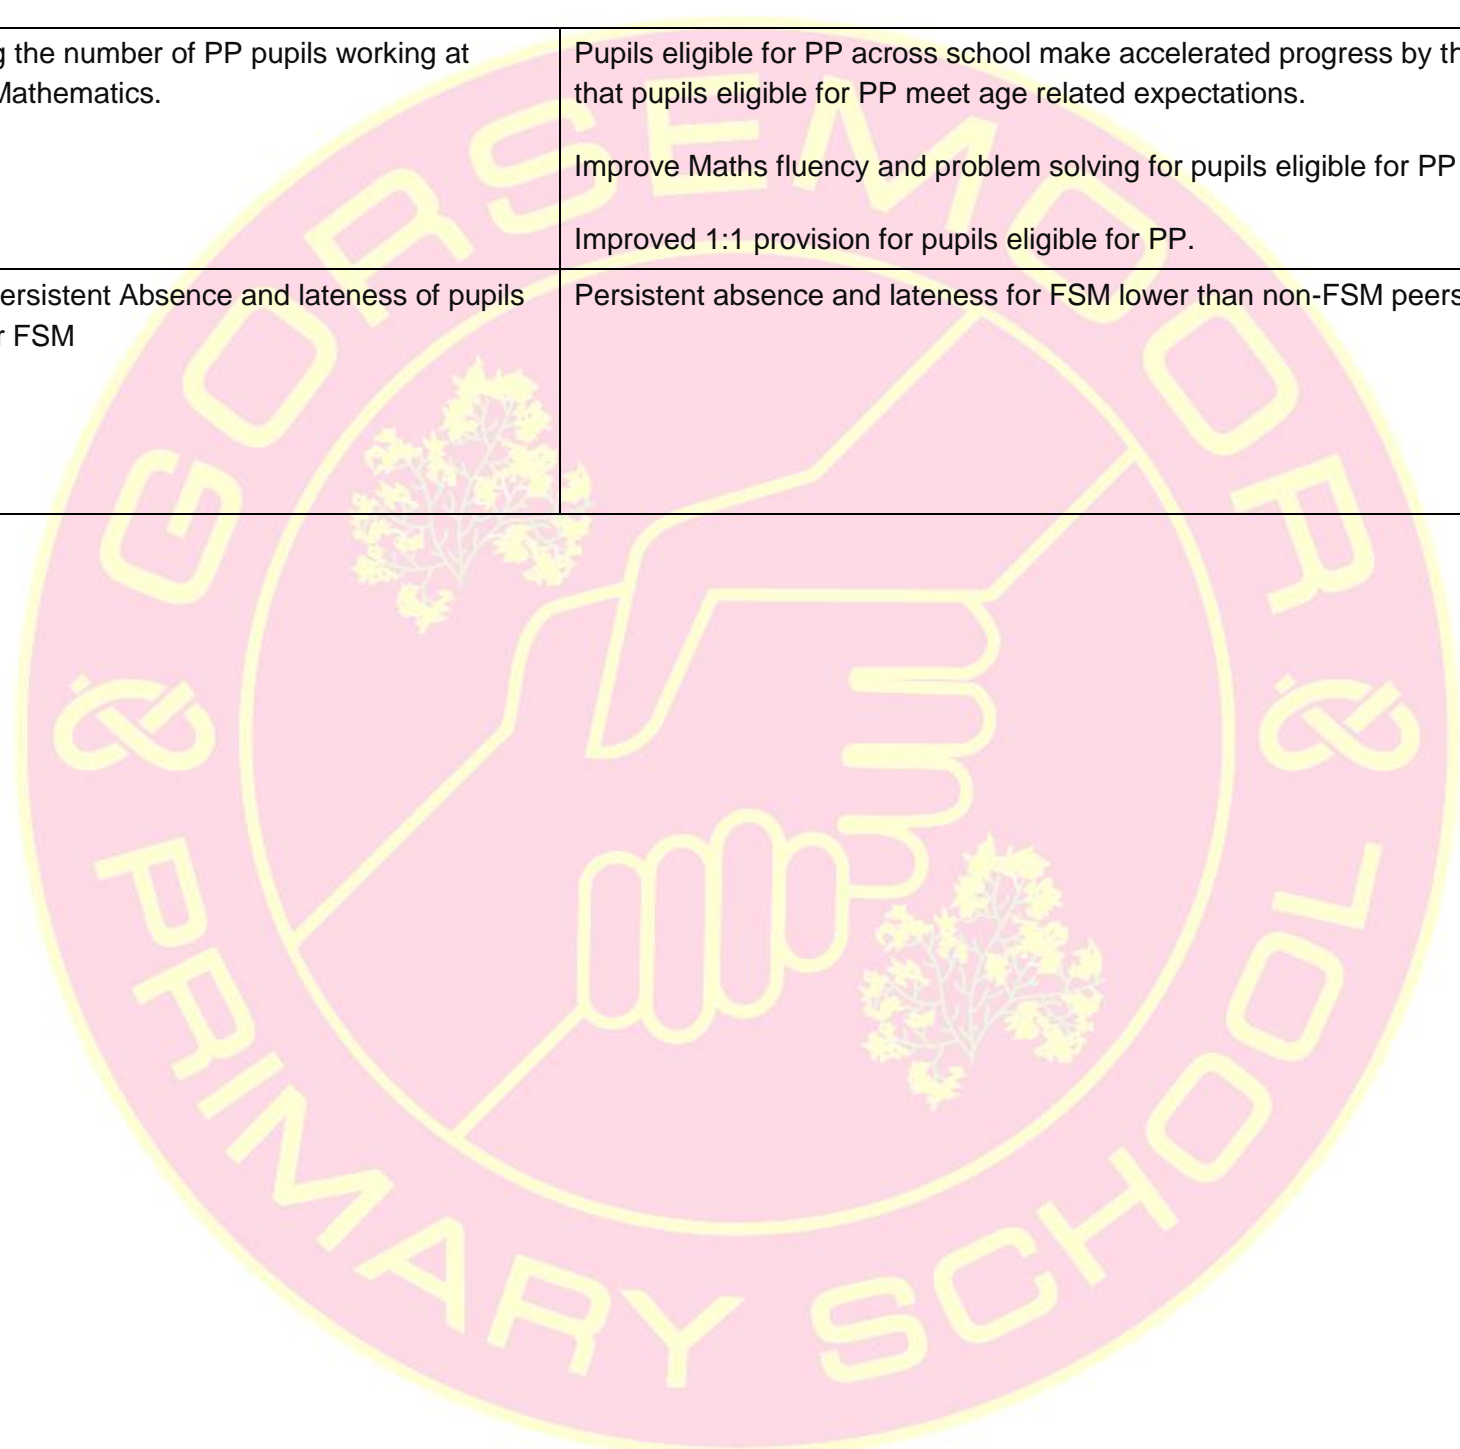 g the number of PP pupils working at
Mathematics.
Pupils eligible for PP across school make accelerated progress by th
that pupils eligible for PP meet age related expectations.
Improve Maths fluency and problem solving for pupils eligible for PP
Improved 1:1 provision for pupils eligible for PP.
ersistent Absence and lateness of pupils
r FSM
Persistent absence and lateness for FSM lower than non-FSM peers
GORSEMOOR
PRIMARY SCHOOL